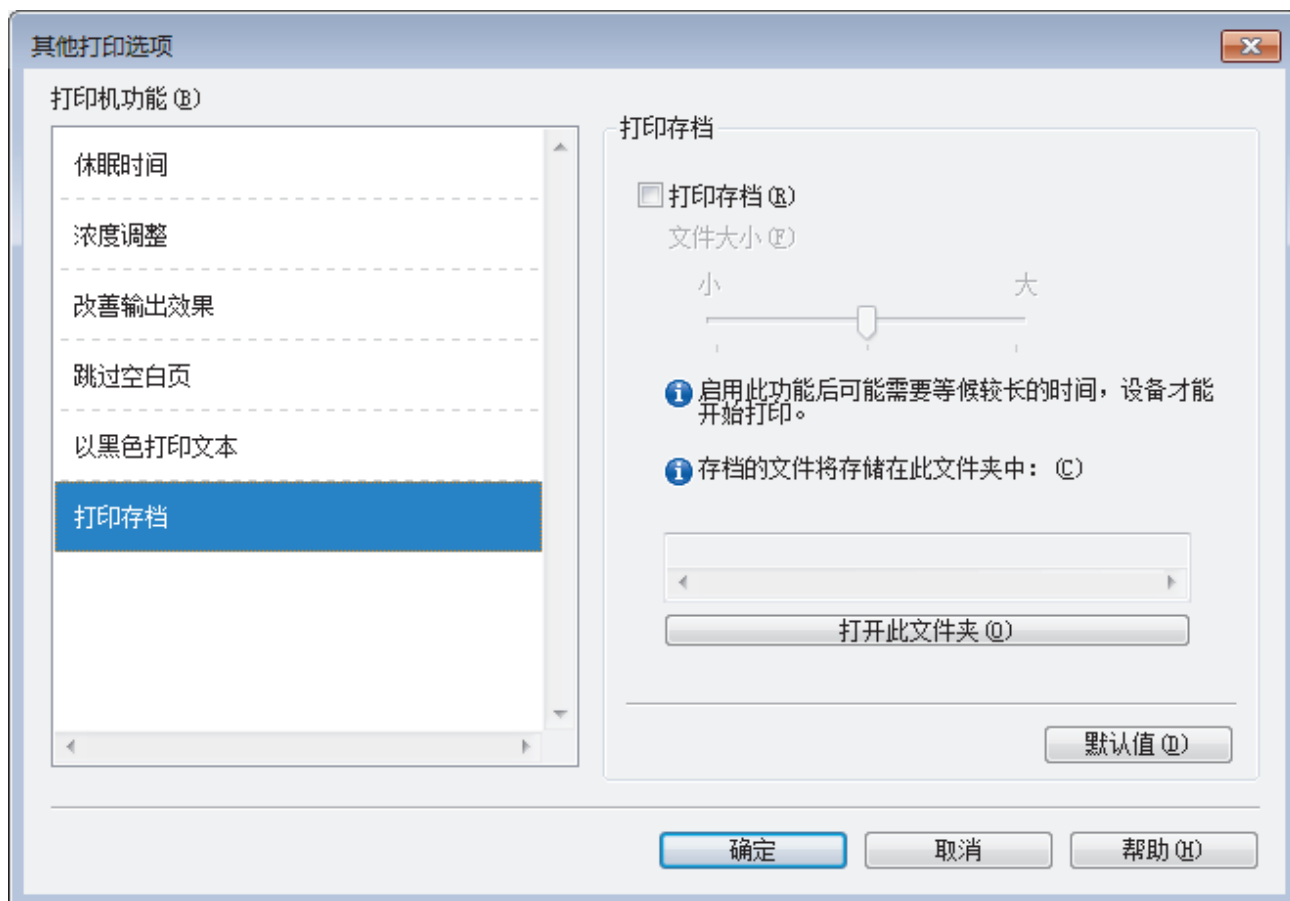 其他打印选项
打印机功能(B)
休眠时间
浓度调整
改善输出效果
跳过空白页
以黑色打印文本
打印存档
打印存档
打印存档(R)
文件大小(F)
小 大
启用此功能后可能需要等候较长的时间，设备才能
开始打印。
存档的文件将存储在此文件夹中：(C)
打开此文件夹(O)
默认值(D)
确定 取消 帮助(H)